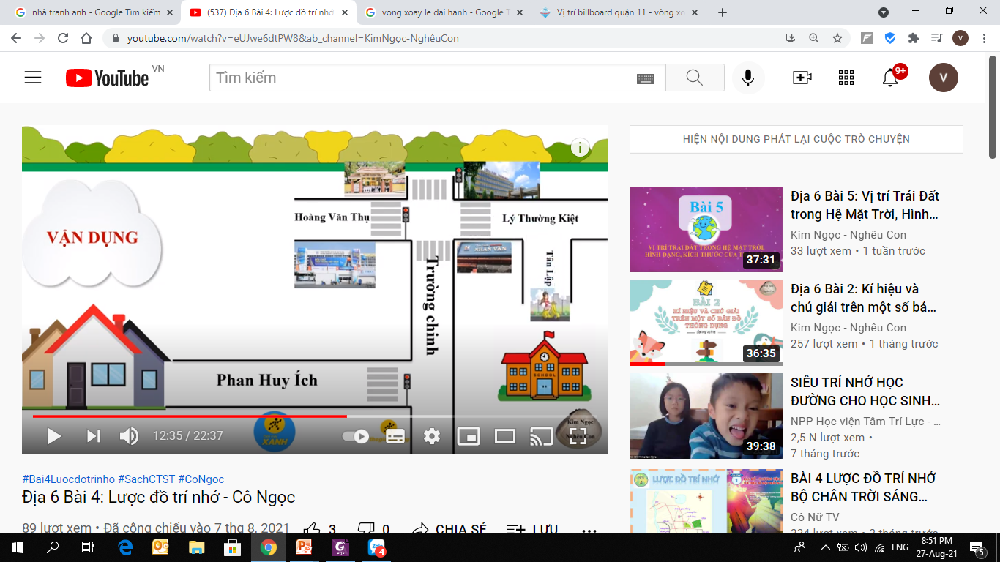 nhà tranh anh - Google Tìm kiếm
(537) Địa 6 Bài 4: Lược đồ trí nhớ
vong xoay le dai hanh - Google T
Vị trí billboard quận 11 - vòng xo
youtube.com/watch?v=eUJwe6dtPW8&ab_channel=KimNgọc-NghêuCon
V
YouTube VN
Tìm kiếm
9+
V
HIỆN NỘI DUNG PHÁT LẠI CUỘC TRÒ CHUYỆN
VẬN DỤNG
Hoàng Văn Thụ
Lý Thường Kiệt
NHÂN VĂN
Trường chinh
Tân Lập
SCHOOL
Phan Huy Ích
XANH
Kim Ngọc
Nghêu Con
12:35 / 22:37
#Bai4Luocdotrinho #SachCTST #CoNgoc
Địa 6 Bài 4: Lược đồ trí nhớ - Cô Ngọc
89 lượt xem • Đã công chiếu vào 7 thg 8, 2021
3
0
CHIA SẺ
LƯU
Bài 5
VỊ TRÍ TRÁI ĐẤT TRONG HỆ MẶT TRỜI.
37:31
Địa 6 Bài 5: Vị trí Trái Đất
trong Hệ Mặt Trời, Hình...
Kim Ngọc - Nghêu Con
33 lượt xem • 1 tuần trước
BÀI 2
KÍ HIỆU VÀ CHÚ GIẢI
TRÊN MỘT SỐ BẢN ĐỒ
THÔNG DỤNG
36:35
Địa 6 Bài 2: Kí hiệu và
chú giải trên một số bả...
Kim Ngọc - Nghêu Con
257 lượt xem • 1 tháng trước
39:38
SIÊU TRÍ NHỚ HỌC
ĐƯỜNG CHO HỌC SINH...
NPP Học viện Tâm Trí Lực - ...
2,5 N lượt xem •
7 tháng trước
LƯỢC ĐỒ TRÍ NHỚ
BÀI 4 LƯỢC ĐỒ TRÍ NHỚ
BỘ CHÂN TRỜI SÁNG...
Cô Nữ TV
Zalo
4
ENG
8:51 PM
27-Aug-21
5